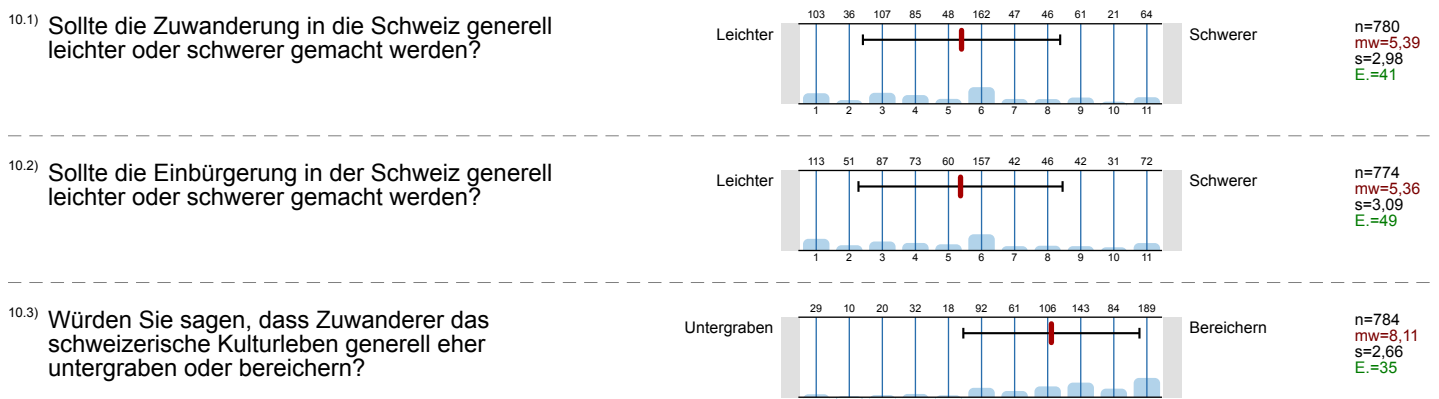 10.1) Sollte die Zuwanderung in die Schweiz generell
leichter oder schwerer gemacht werden?
103 36 107 85 48 162 47 46 61 21 64
Leichter
Schwerer
1 2 3 4 5 6 7 8 9 10 11
n=780
mw=5,39
s=2,98
E.=41
10.2) Sollte die Einbürgerung in der Schweiz generell
leichter oder schwerer gemacht werden?
113 51 87 73 60 157 42 46 42 31 72
Leichter
Schwerer
1 2 3 4 5 6 7 8 9 10 11
n=774
mw=5,36
s=3,09
E.=49
10.3) Würden Sie sagen, dass Zuwanderer das
schweizerische Kulturleben generell eher
untergraben oder bereichern?
29 10 20 32 18 92 61 106 143 84 189
Untergraben
Bereichern
n=784
mw=8,11
s=2,66
E.=35